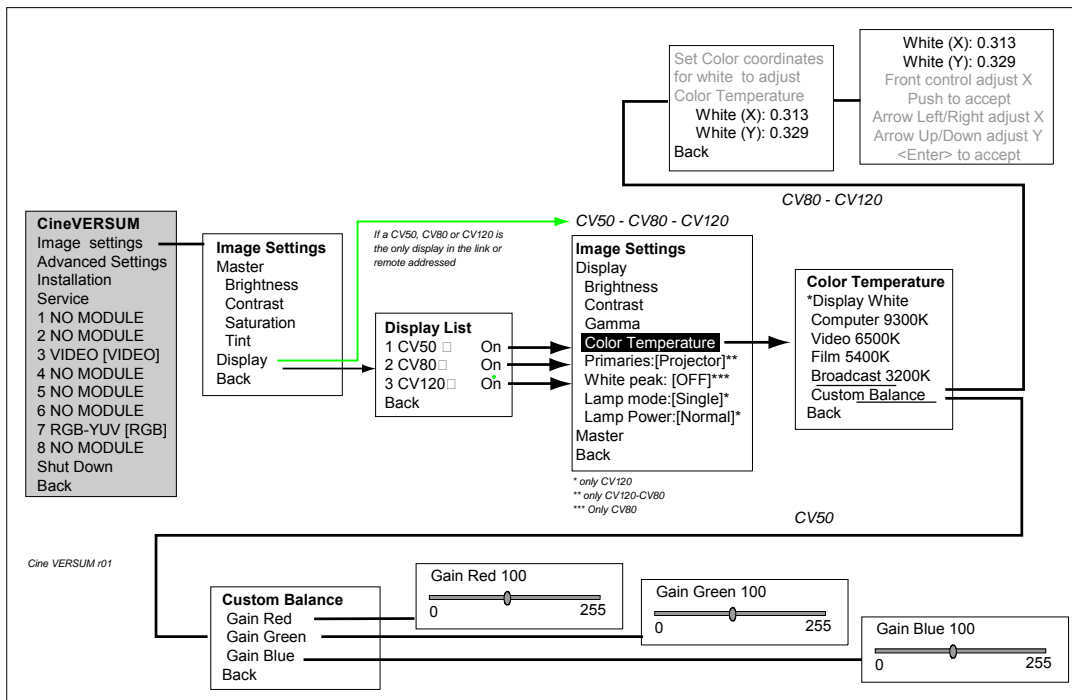 Set Color coordinates
for white to adjust
Color Temperature
White (X): 0.313
White (Y): 0.329
Back
White (X): 0.313
White (Y): 0.329
Front control adjust X
Push to accept
Arrow Left/Right adjust X
Arrow Up/Down adjust Y
<Enter> to accept
CV80 - CV120
CineVERSUM
Image settings
Advanced Settings
Installation
Service
1 NO MODULE
2 NO MODULE
3 VIDEO [VIDEO]
4 NO MODULE
5 NO MODULE
6 NO MODULE
7 RGB-YUV [RGB]
8 NO MODULE
Shut Down
Back
Image Settings
Master
Brightness
Contrast
Saturation
Tint
Display
Back
If a CV50, CV80 or CV120 is
the only display in the link or
remote addressed
Display List
1 CV50 □ On
2 CV80□ On
3 CV120□ On
Back
CV50 - CV80 - CV120
Image Settings
Display
Brightness
Contrast
Gamma
Color Temperature
Primaries:[Projector]**
White peak: [OFF]***
Lamp mode:[Single]*
Lamp Power:[Normal]*
Master
Back
* only CV120
** only CV120-CV80
*** Only CV80
Color Temperature
*Display White
Computer 9300K
Video 6500K
Film 5400K
Broadcast 3200K
Custom Balance
Back
CV50
Cine VERSUM r01
Custom Balance
Gain Red
Gain Green
Gain Blue
Back
Gain Red 100
0 255
Gain Green 100
0 255
Gain Blue 100
0 255